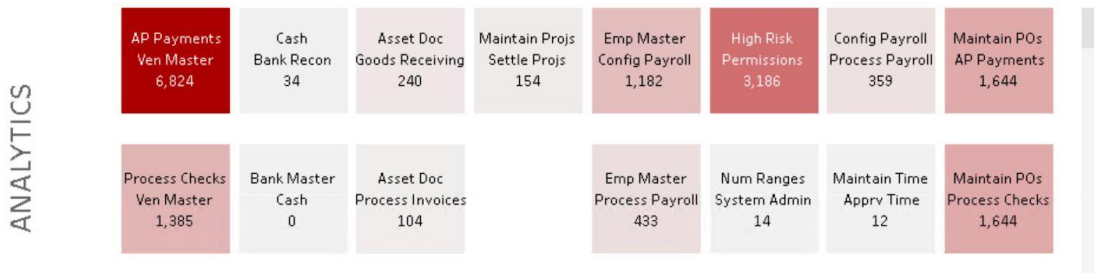 ANALYTICS
AP Payments
Ven Master
6,824
Cash
Bank Recon
34
Asset Doc
Goods Receiving
240
Maintain Projs
Settle Projs
154
Emp Master
Config Payroll
1,182
High Risk
Permissions
3,186
Config Payroll
Process Payroll
359
Maintain POs
AP Payments
1,644
Process Checks
Ven Master
1,385
Bank Master
Cash
0
Asset Doc
Process Invoices
104
Emp Master
Process Payroll
433
Num Ranges
System Admin
14
Maintain Time
Apprv Time
12
Maintain POs
Process Checks
1,644